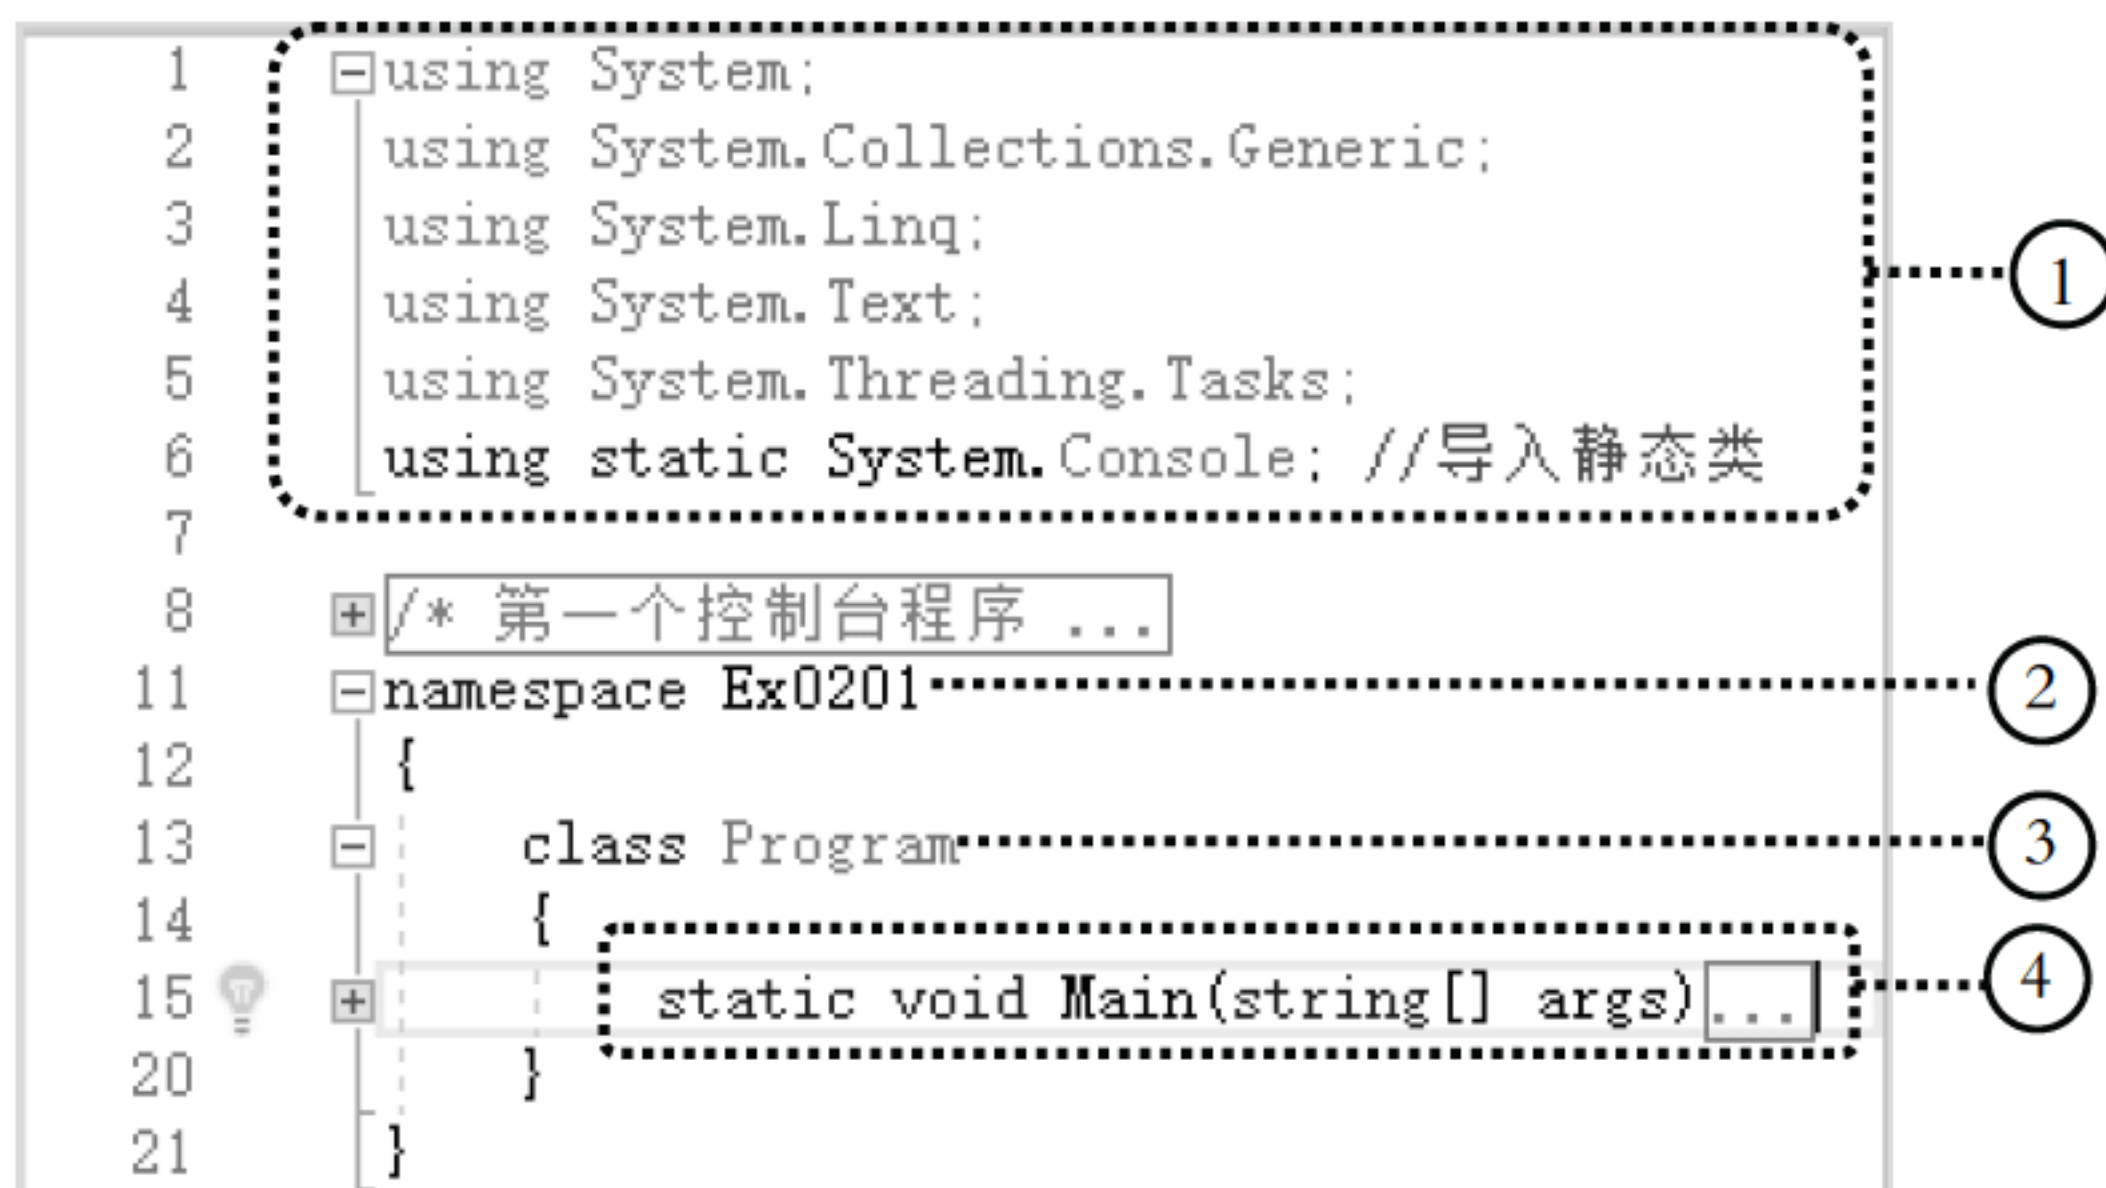 1 using System;
2 using System.Collections.Generic;
3 using System.Linq;
4 using System.Text;
5 using System.Threading.Tasks;
6 using static System.Console; //导入静态类
1
7
8 /* 第一个控制台程序 ...
11 namespace Ex0201 2
12 {
13 class Program 3
14 {
15 static void Main(string[] args)... 4
20 }
21 }